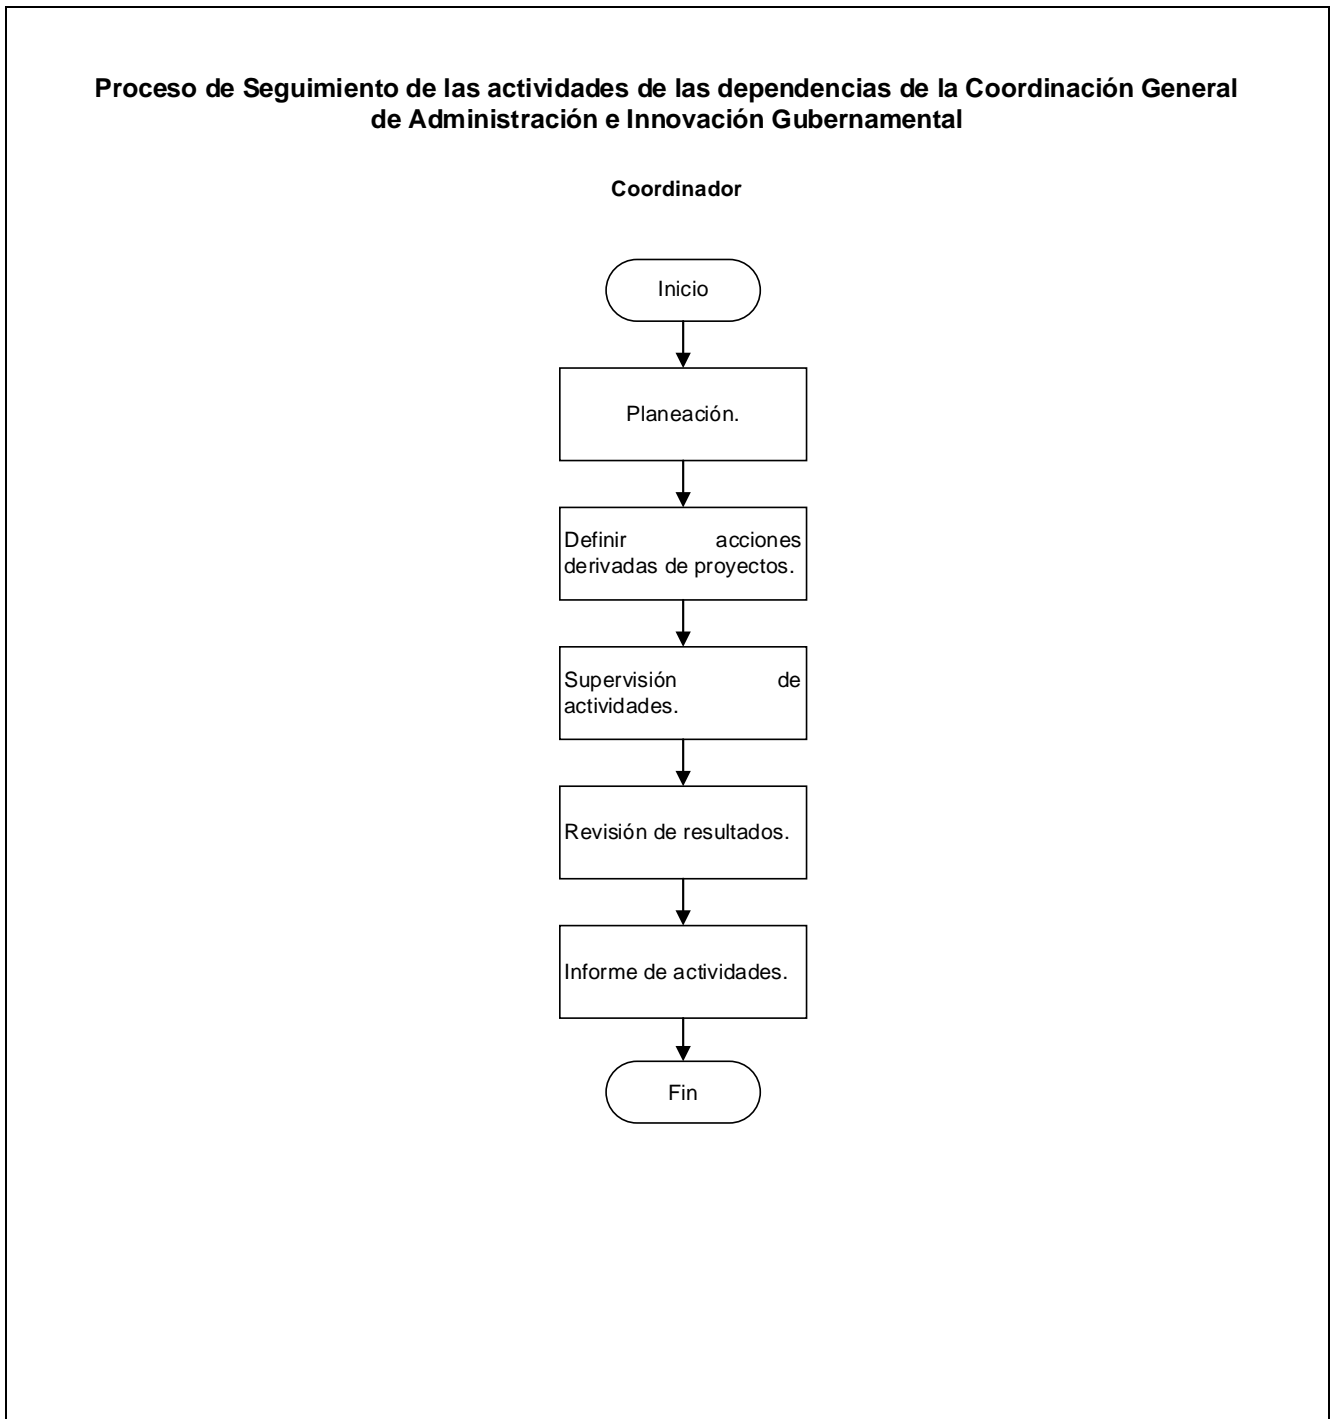 Proceso de Seguimiento de las actividades de las dependencias de la Coordinación General
de Administración e Innovación Gubernamental
Coordinador
Inicio
Planeación.
Definir acciones
derivadas de proyectos.
Supervisión de
actividades.
Revisión de resultados.
Informe de actividades.
Fin